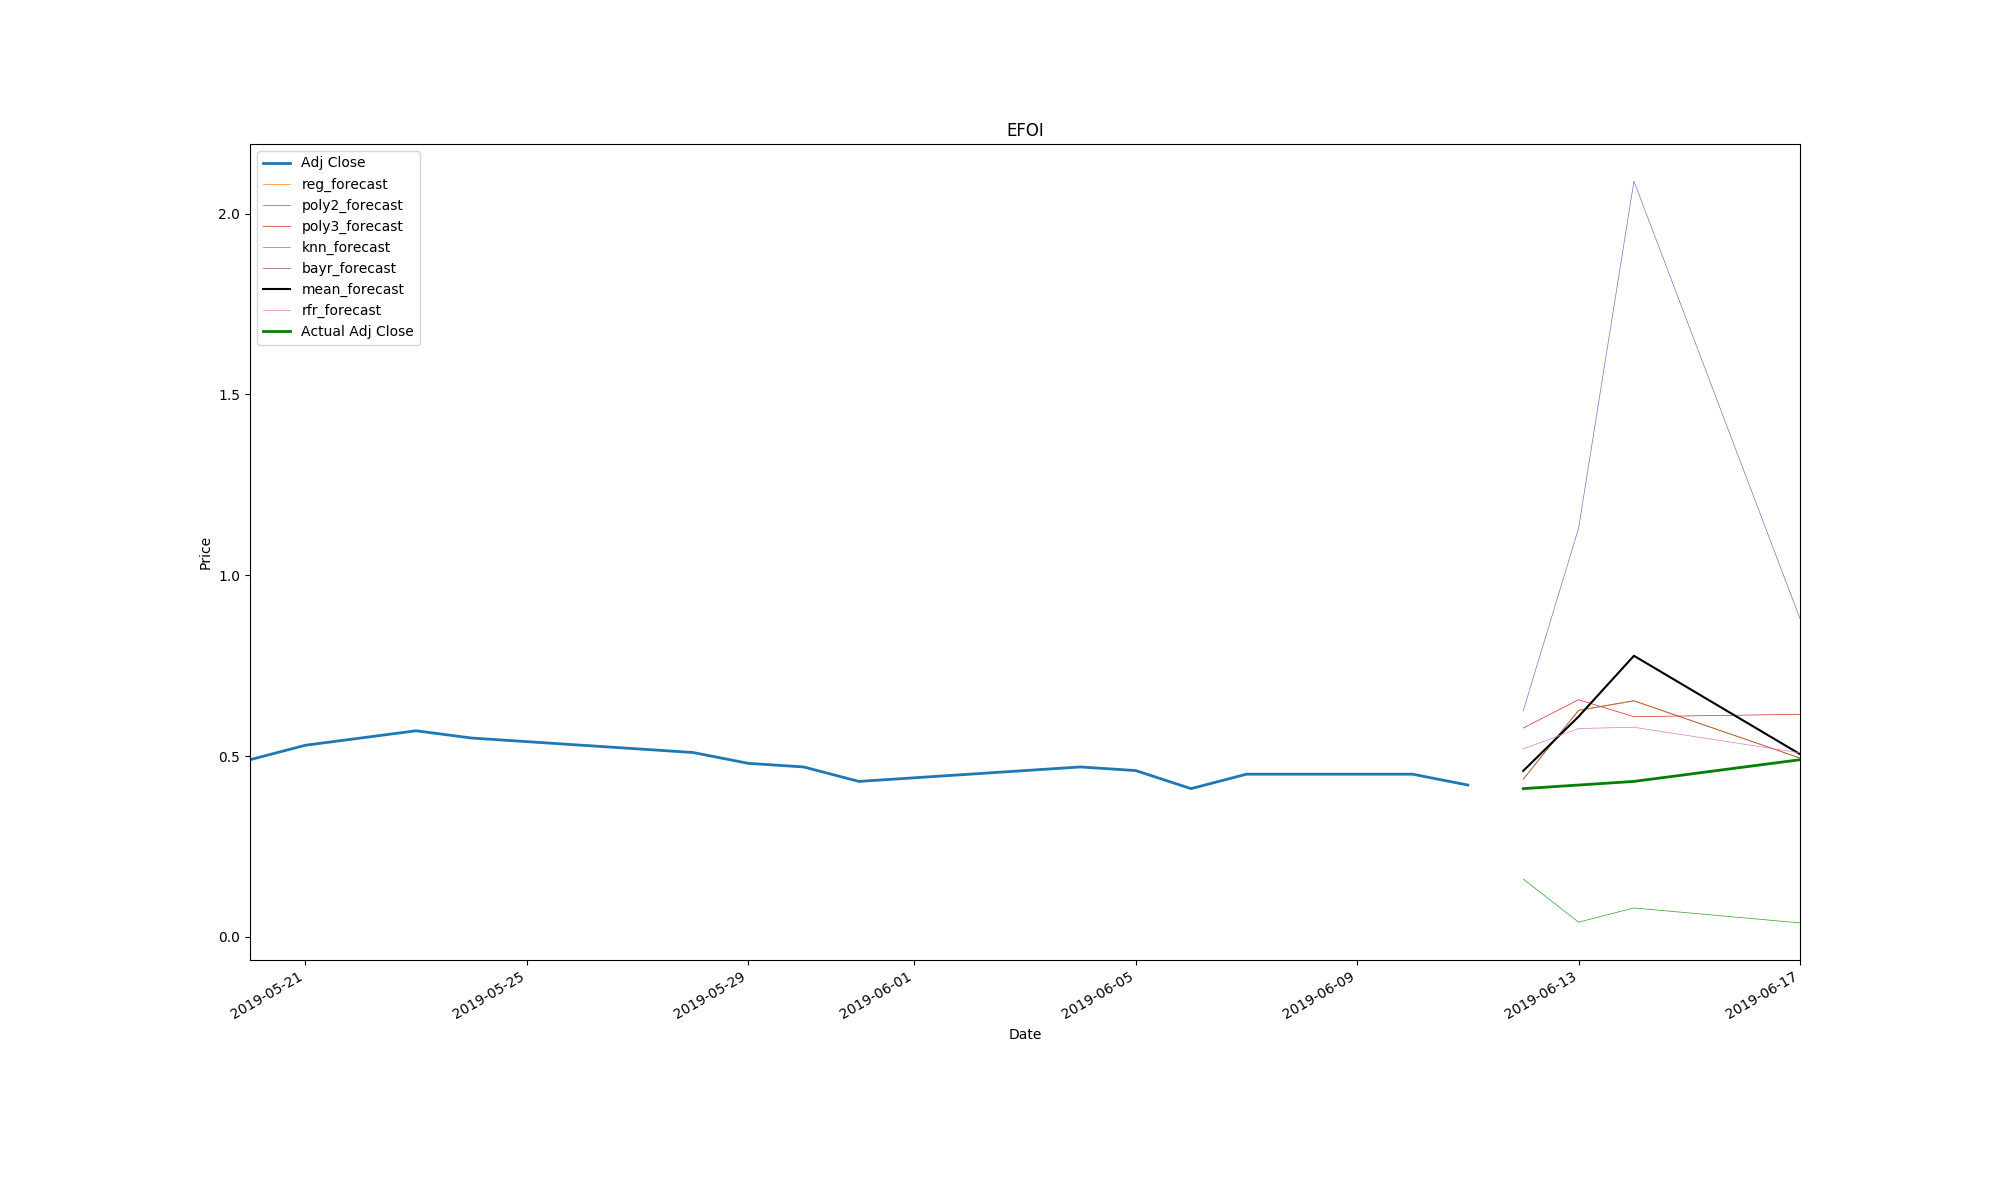 EFOI
Adj Close
reg_forecast
poly2_forecast
poly3_forecast
knn_forecast
bayr_forecast
mean_forecast
rfr_forecast
Actual Adj Close
2.0
1.5
1.0
0.5
0.0
Price
2019-05-21
2019-05-25
2019-05-29
2019-06-01
2019-06-05
2019-06-09
2019-06-13
2019-06-17
Date